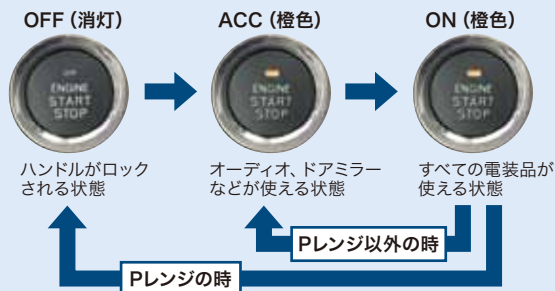 OFF（消灯）
ACC（橙色）
ON（橙色）
OFF
ENGINE
START
STOP
ENGINE
START
STOP
ENGINE
START
STOP
ハンドルがロック
される状態
オーディオ、ドアミラー
などが使える状態
すべての電装品が
使える状態
Pレンジ以外の時
Pレンジの時